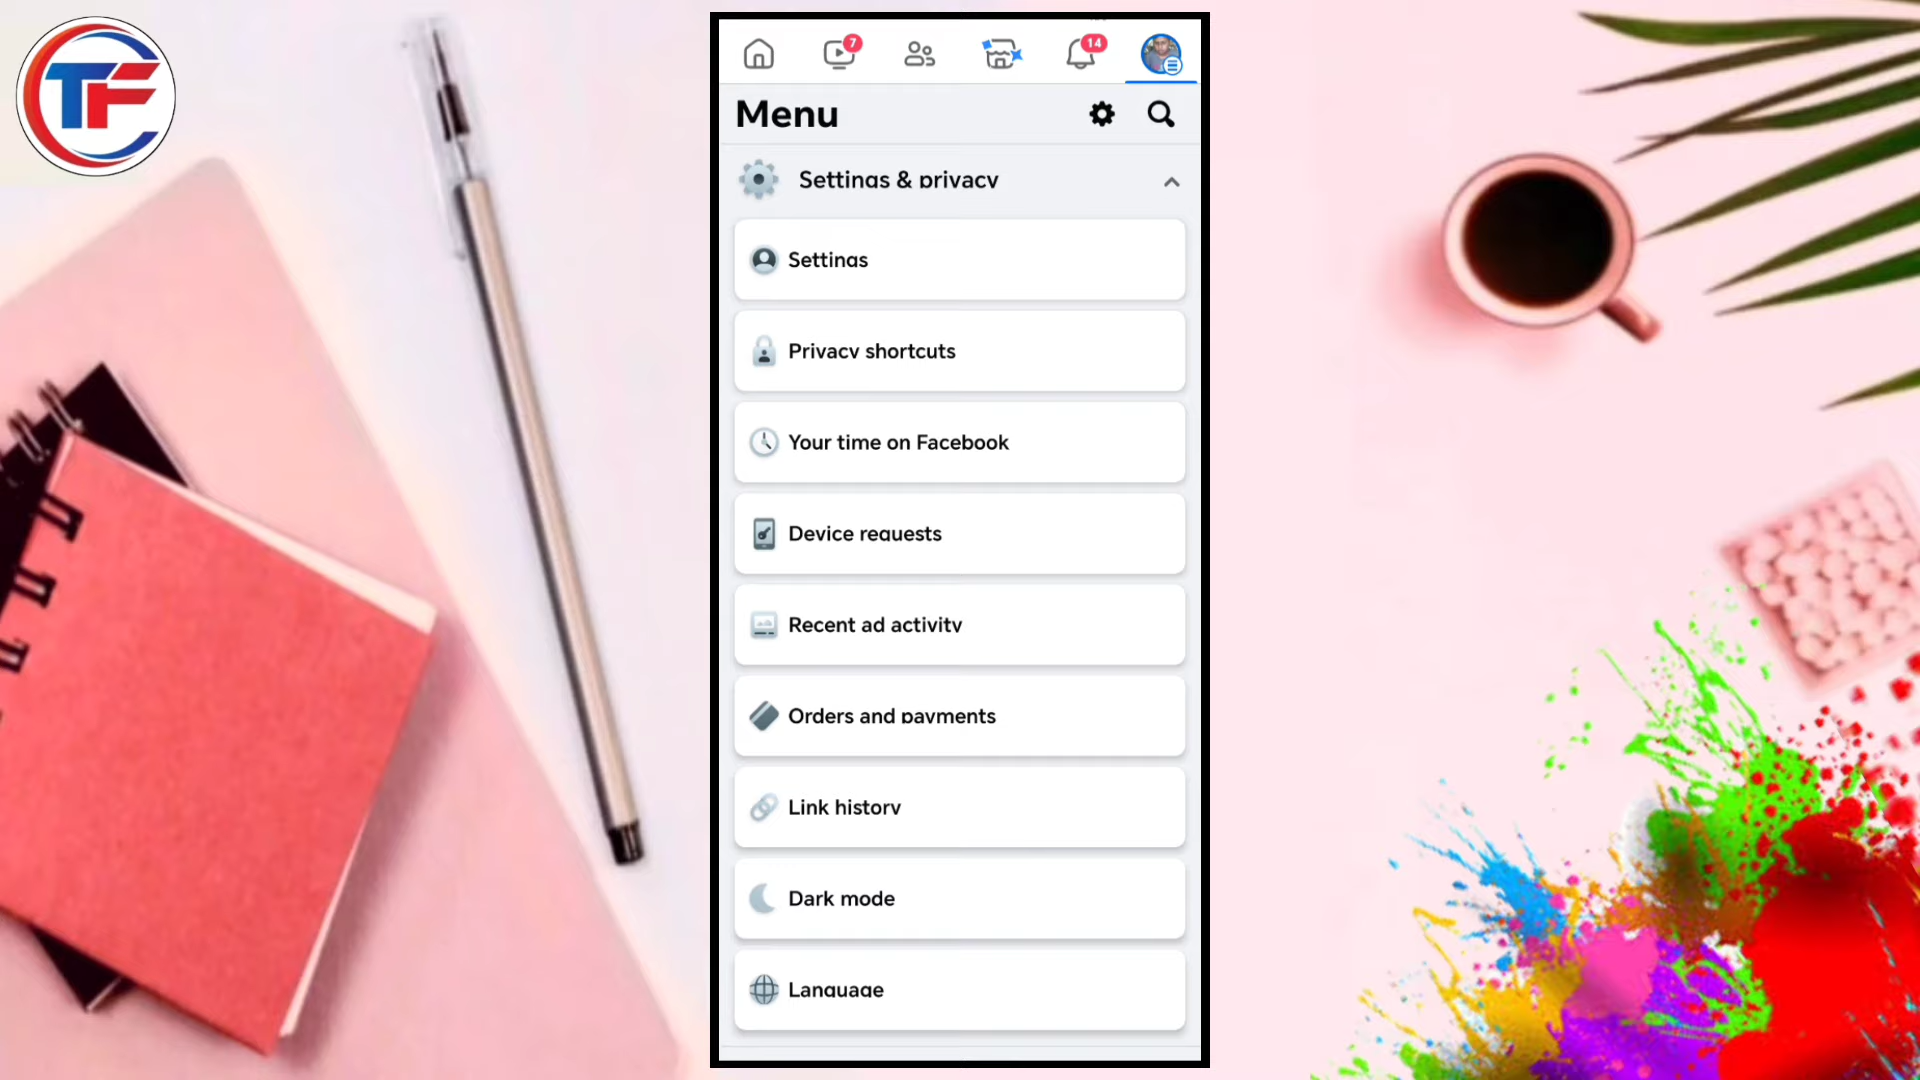 TF
7
14
Menu
Settings & privacy
Settings
Privacy shortcuts
Your time on Facebook
Device requests
Recent ad activity
Orders and payments
Link history
Dark mode
Language